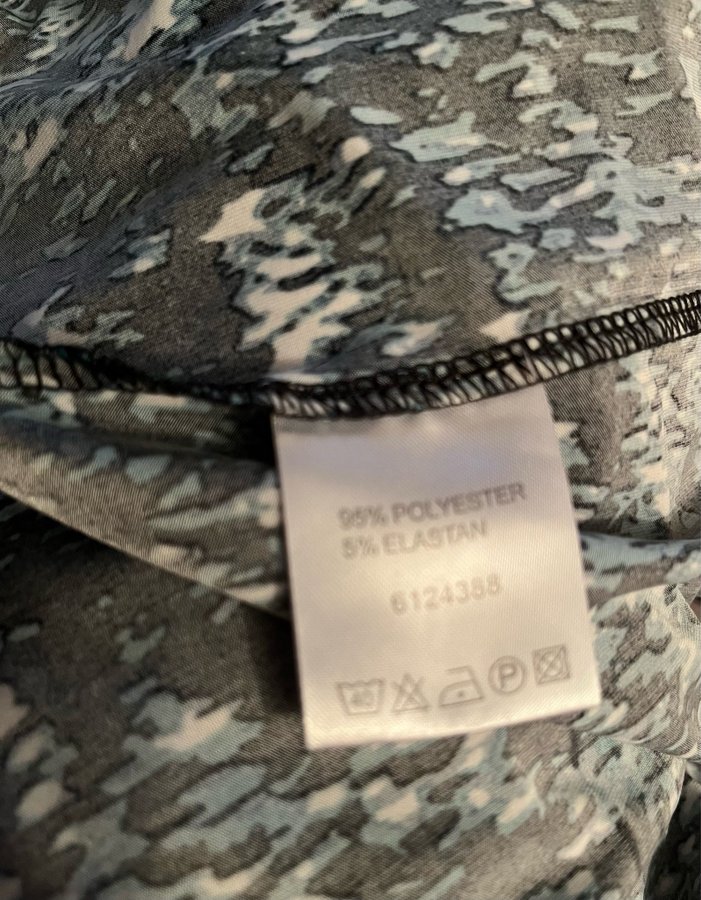 95% POLYESTER
5% ELASTAN
6124388
P